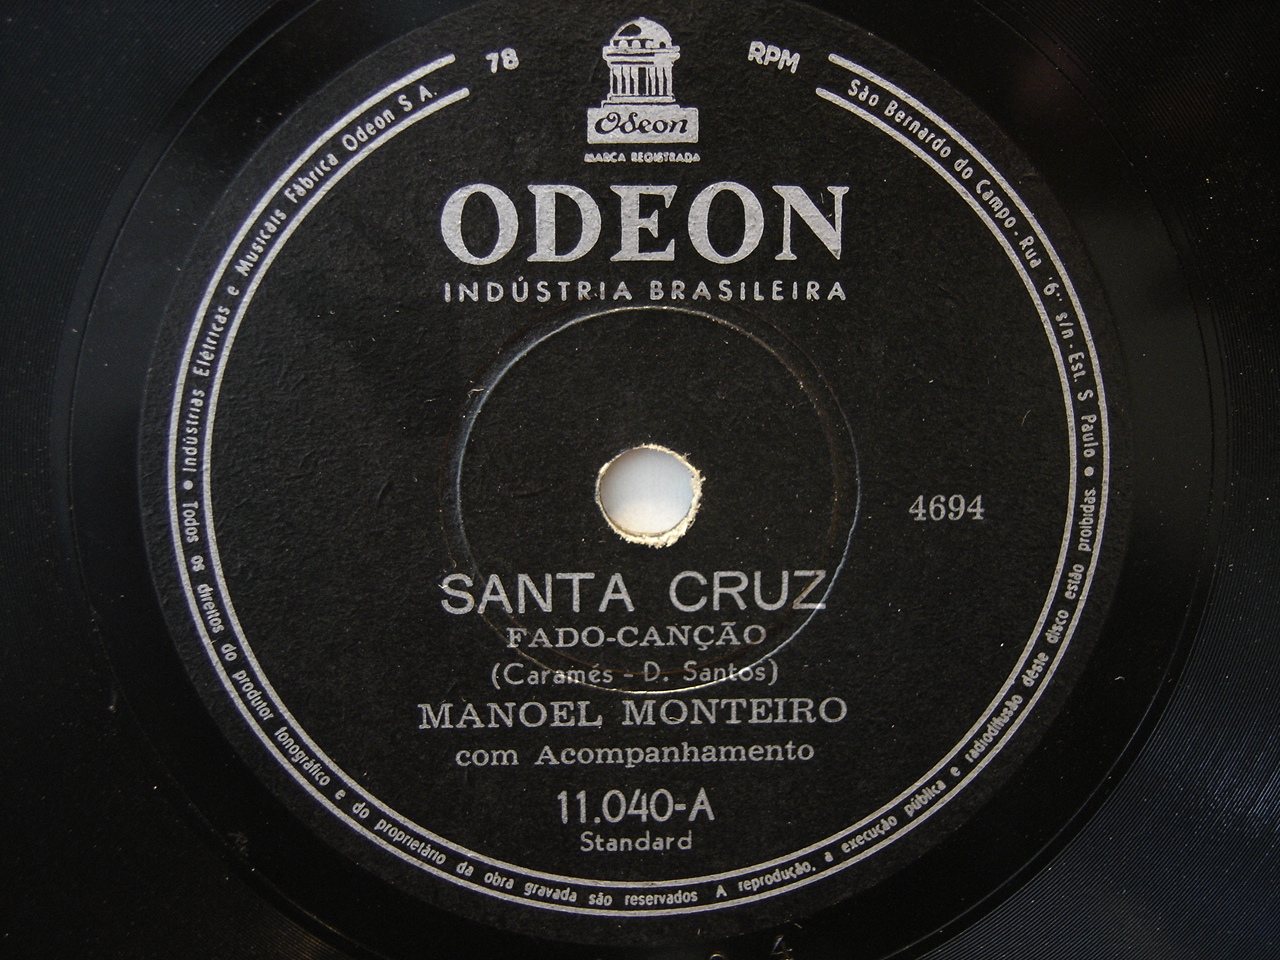 78 RPM
Odeon
MARCA REGISTRADA
ODEON
INDÚSTRIA BRASILEIRA
4694
SANTA CRUZ
FADO-CANÇÃO
(Caramés - D. Santos)
MANOEL MONTEIRO
com Acompanhamento
11.040-A
Standard
• Indústrias Elétricas e Musicais Fábrica Odeon S.A.
São Bernardo do Campo - Rua "6" s/n - Est. S Paulo •
Todos os direitos do produtor fonográfico e do proprietário da obra gravada são reservados A reprodução, a execução pública e radiodifusão dêste disco estão proibidas
4